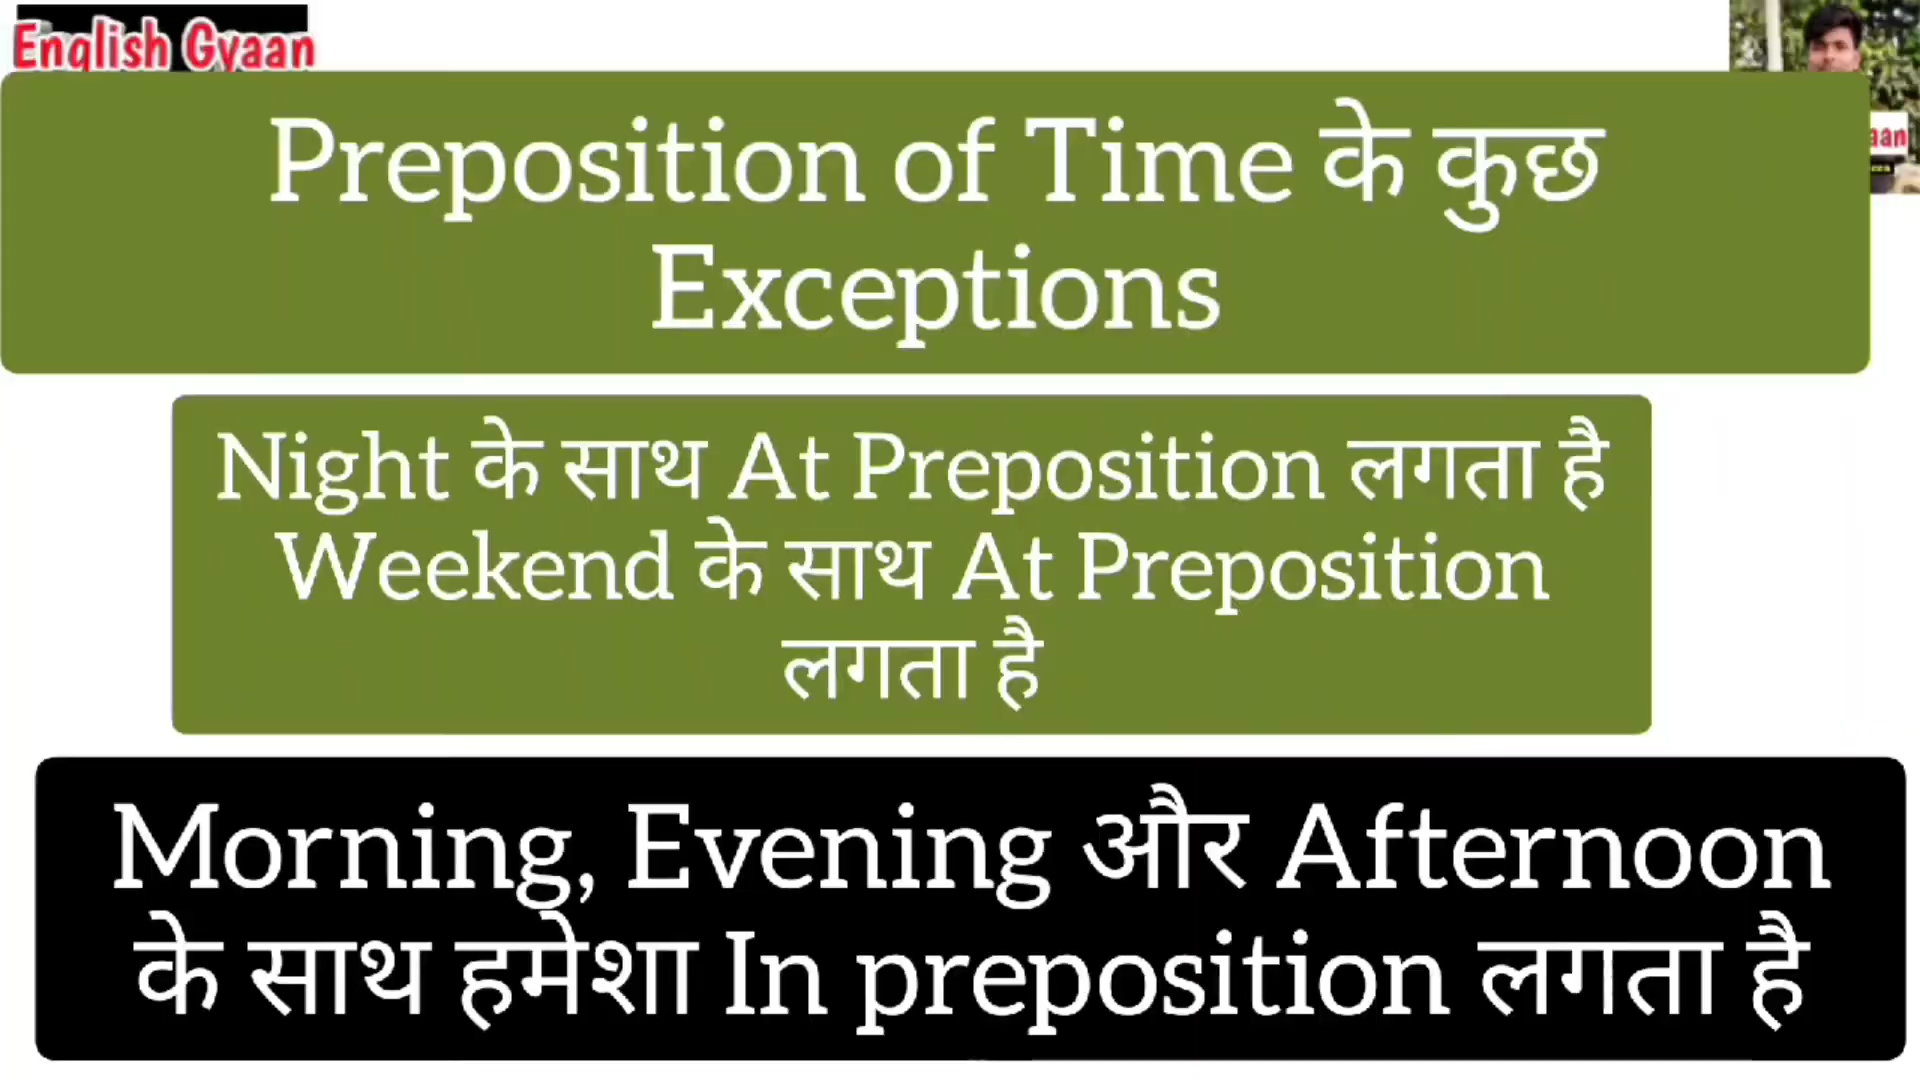 English Gyaan
aan
Preposition of Time के कुछ
Exceptions
Night के साथ At Preposition लगता है
Weekend के साथ At Preposition
लगता है
Morning, Evening और Afternoon
के साथ हमेशा In preposition लगता है